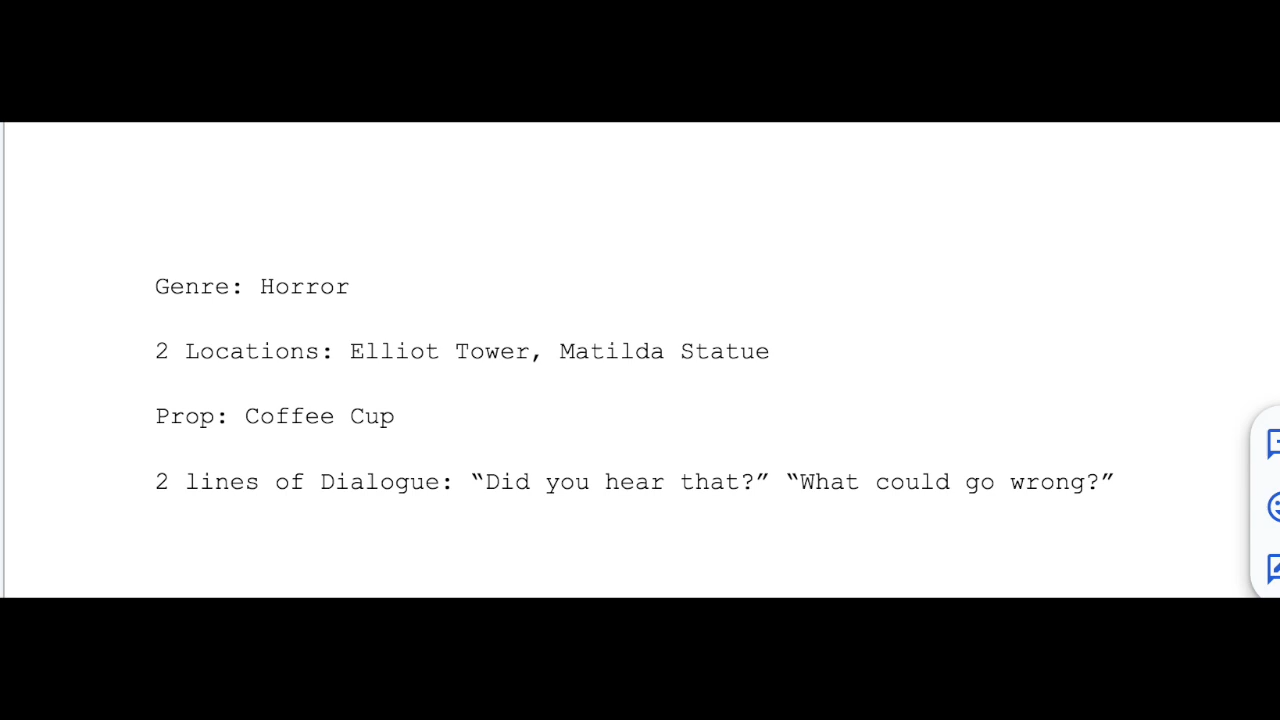 Genre: Horror
2 Locations: Elliot Tower, Matilda Statue
Prop: Coffee Cup
2 lines of Dialogue: “Did you hear that?” “What could go wrong?”